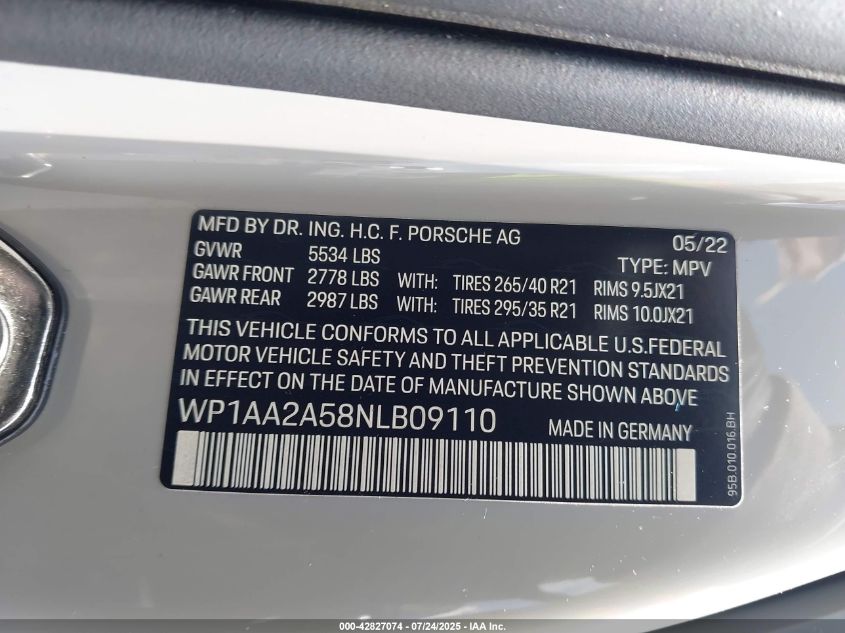 MFD BY DR. ING. H.C. F. PORSCHE AG 05/22
GVWR 5534 LBS TYPE: MPV
GAWR FRONT 2778 LBS WITH: TIRES 265/40 R21 RIMS 9.5JX21
GAWR REAR 2987 LBS WITH: TIRES 295/35 R21 RIMS 10.0JX21
THIS VEHICLE CONFORMS TO ALL APPLICABLE U.S.FEDERAL
MOTOR VEHICLE SAFETY AND THEFT PREVENTION STANDARDS
IN EFFECT ON THE DATE OF MANUFACTURE SHOWN ABOVE
WP1AA2A58NLB09110 MADE IN GERMANY
95B.010.016.BH
000-42827074 / 07/24/2025 - IAA Inc.